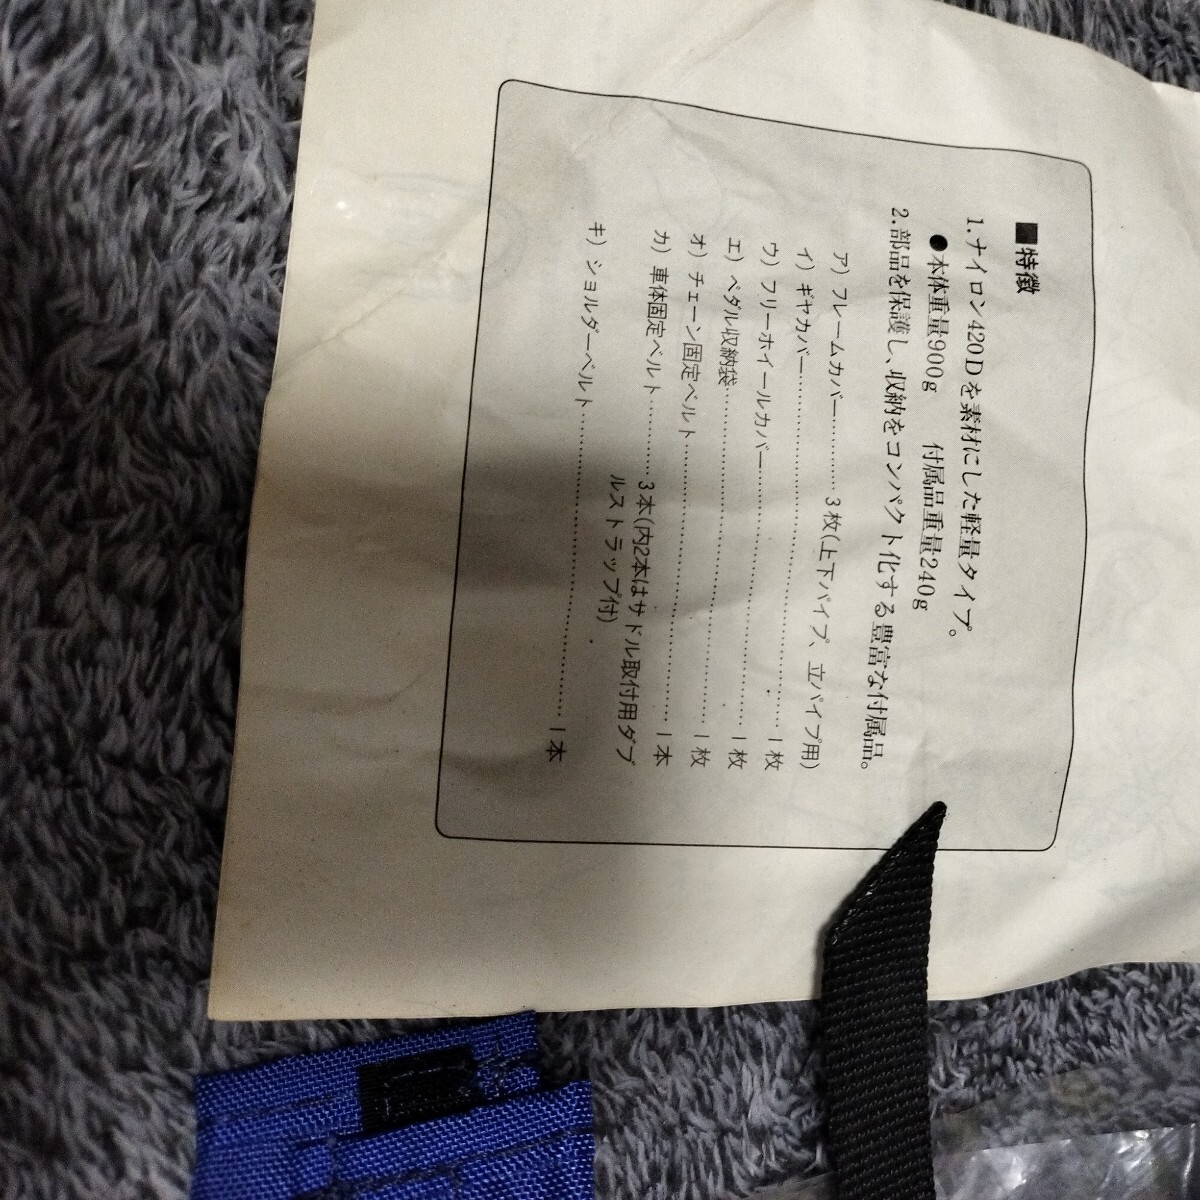 ■特徴
1.ナイロン420Dを素材にした軽量タイプ。
●本体重量900g　付属品重量240g
2.部品を保護し、収納をコンパクト化する豊富な付属品。
ア）フレームカバー…………3枚(上下パイプ、立パイプ用)
イ）ギヤカバー……………………………………1枚
ウ）フリーホイールカバー…………………………1枚
エ）ペダル収納袋…………………………………1枚
オ）チェーン固定ベルト……………………………1本
カ）車体固定ベルト…………3本(内2本はサドル取付用ダブ
ルストラップ付)
キ）ショルダーベルト………………………………1本